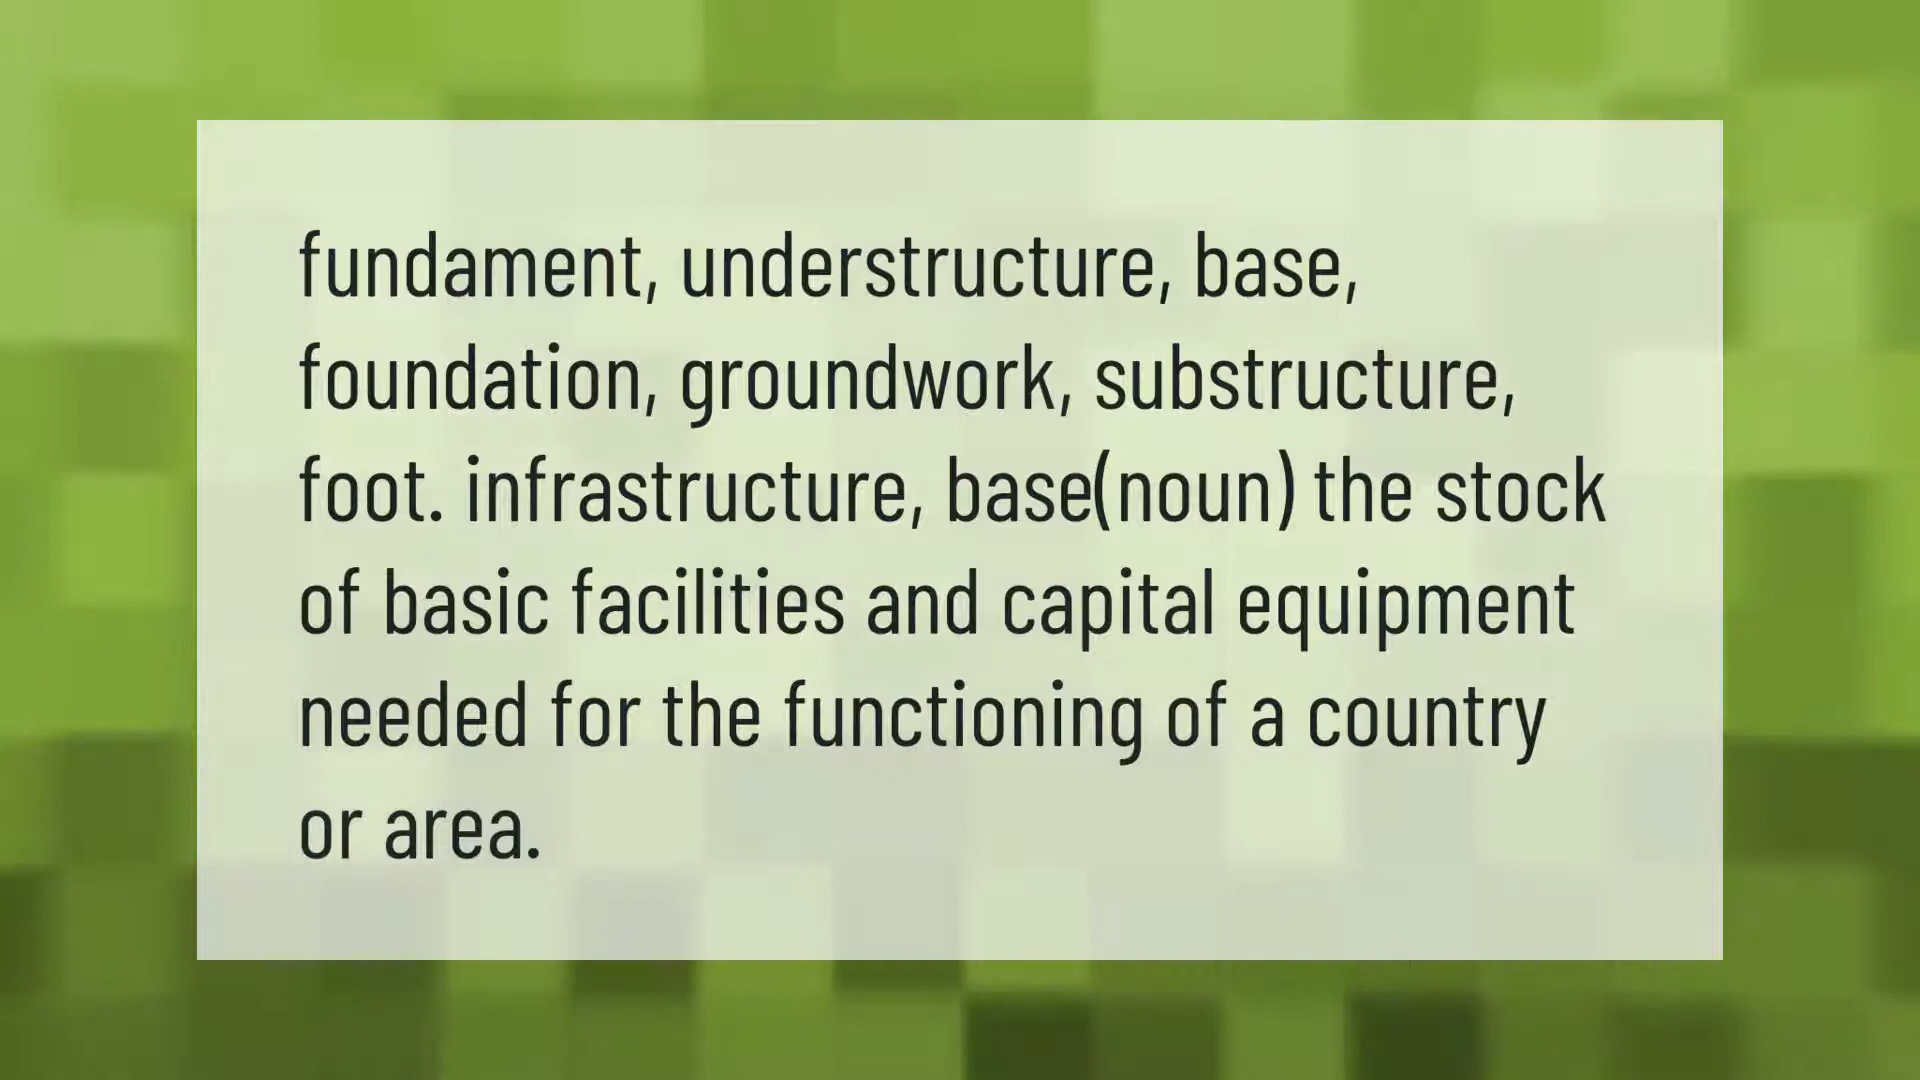 fundament, understructure, base,
foundation, groundwork, substructure,
foot. infrastructure, base(noun) the stock
of basic facilities and capital equipment
needed for the functioning of a country
or area.